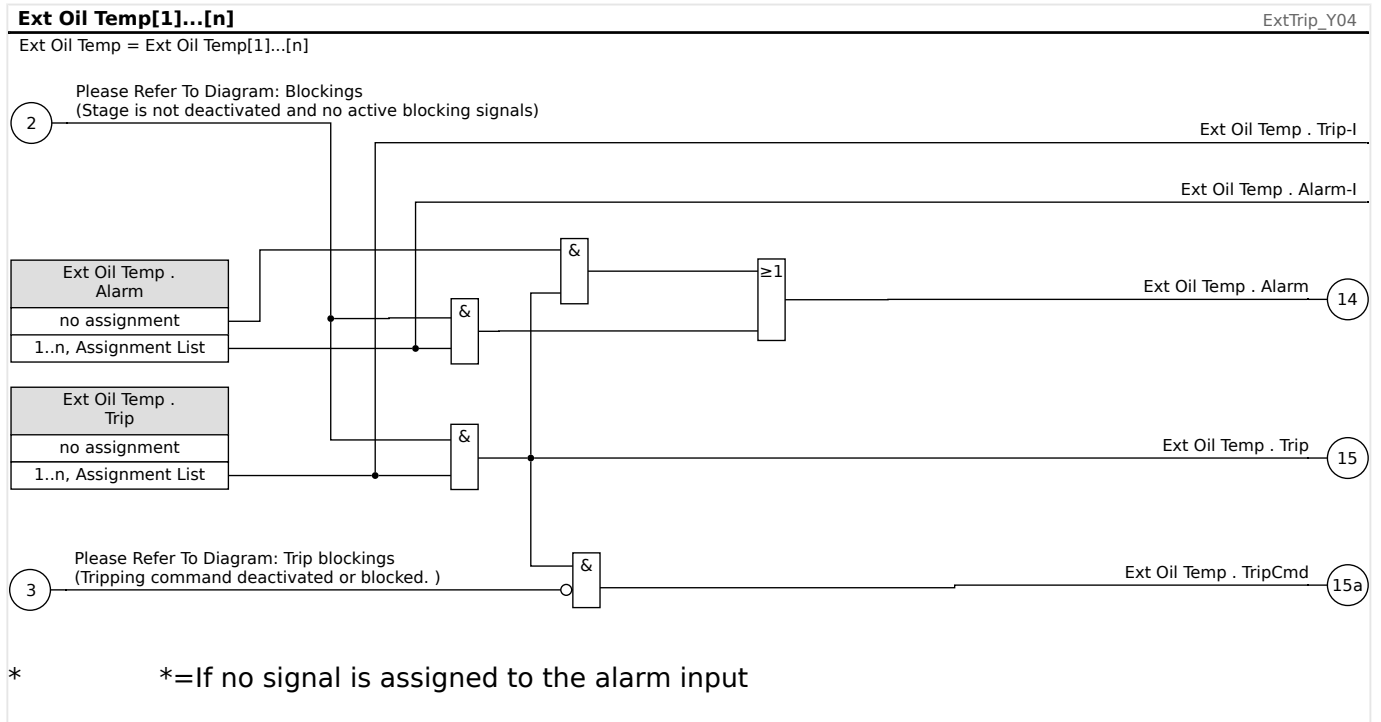 Ext Oil Temp[1]...[n]
ExtTrip_Y04
Ext Oil Temp = Ext Oil Temp[1]...[n]
Please Refer To Diagram: Blockings
(Stage is not deactivated and no active blocking signals)
2
Ext Oil Temp . Trip-I
Ext Oil Temp . Alarm-I
&
Ext Oil Temp .
Alarm
≥1
Ext Oil Temp . Alarm
14
no assignment
&
1..n, Assignment List
Ext Oil Temp .
Trip
&
no assignment
Ext Oil Temp . Trip
15
1..n, Assignment List
Please Refer To Diagram: Trip blockings
(Tripping command deactivated or blocked. )
3
&
Ext Oil Temp . TripCmd
15a
* *=If no signal is assigned to the alarm input